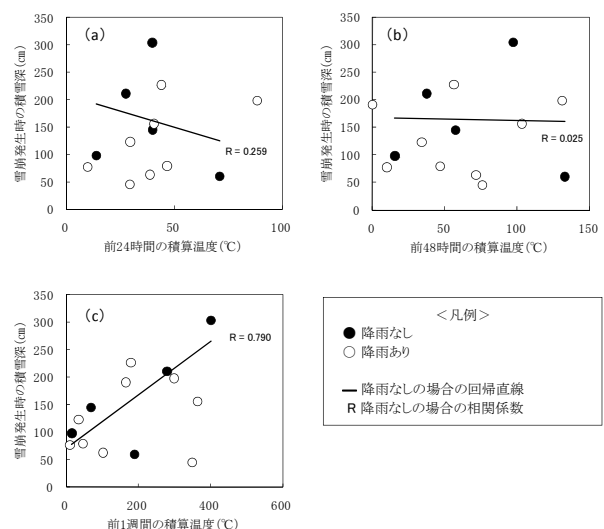 (a)
雪崩発生時の積雪深(cm)
350
300
250
200
150
100
50
0
R = 0.259
0
50
100
前24時間の積算温度(℃)
(b)
雪崩発生時の積雪深(cm)
350
300
250
200
150
100
50
0
R = 0.025
0
50
100
150
前48時間の積算温度(℃)
(c)
雪崩発生時の積雪深(cm)
350
300
250
200
150
100
50
0
R = 0.790
0
200
400
600
前1週間の積算温度(℃)
＜凡例＞
降雨なし
降雨あり
降雨なしの場合の回帰直線
R 降雨なしの場合の相関係数